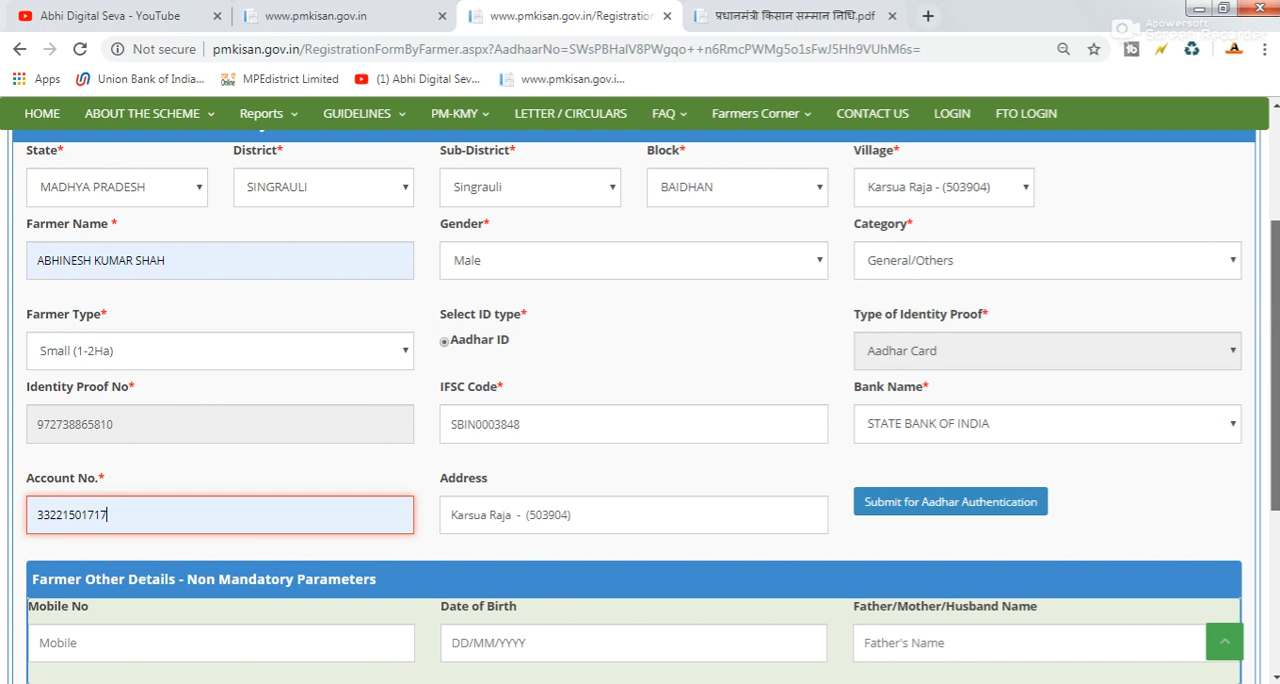 Abhi Digital Seva - YouTube
www.pmkisan.gov.in
www.pmkisan.gov.in/Registration
प्रधानमंत्री किसान सम्मान निधि.pdf
Apowersoft
Screen Recorder
Not secure
pmkisan.gov.in/RegistrationFormByFarmer.aspx?AadhaarNo=SWsPBHalV8PWgqo++n6RmcPWMg5o1sFwJ5Hh9VUhM6s=
Apps
Union Bank of India...
MPEdistrict Limited
(1) Abhi Digital Sev...
www.pmkisan.gov.i...
HOME
ABOUT THE SCHEME
Reports
GUIDELINES
PM-KMY
LETTER / CIRCULARS
FAQ
Farmers Corner
CONTACT US
LOGIN
FTO LOGIN
State*
District*
Sub-District*
Block*
Village*
MADHYA PRADESH
SINGRAULI
Singrauli
BAIDHAN
Karsua Raja - (503904)
Farmer Name *
Gender*
Category*
ABHINESH KUMAR SHAH
Male
General/Others
Farmer Type*
Select ID type*
Type of Identity Proof*
Small (1-2Ha)
Aadhar ID
Aadhar Card
Identity Proof No*
IFSC Code*
Bank Name*
972738865810
SBIN0003848
STATE BANK OF INDIA
Account No.*
Address
33221501717
Karsua Raja - (503904)
Submit for Aadhar Authentication
Farmer Other Details - Non Mandatory Parameters
Mobile No
Date of Birth
Father/Mother/Husband Name
Mobile
DD/MM/YYYY
Father's Name